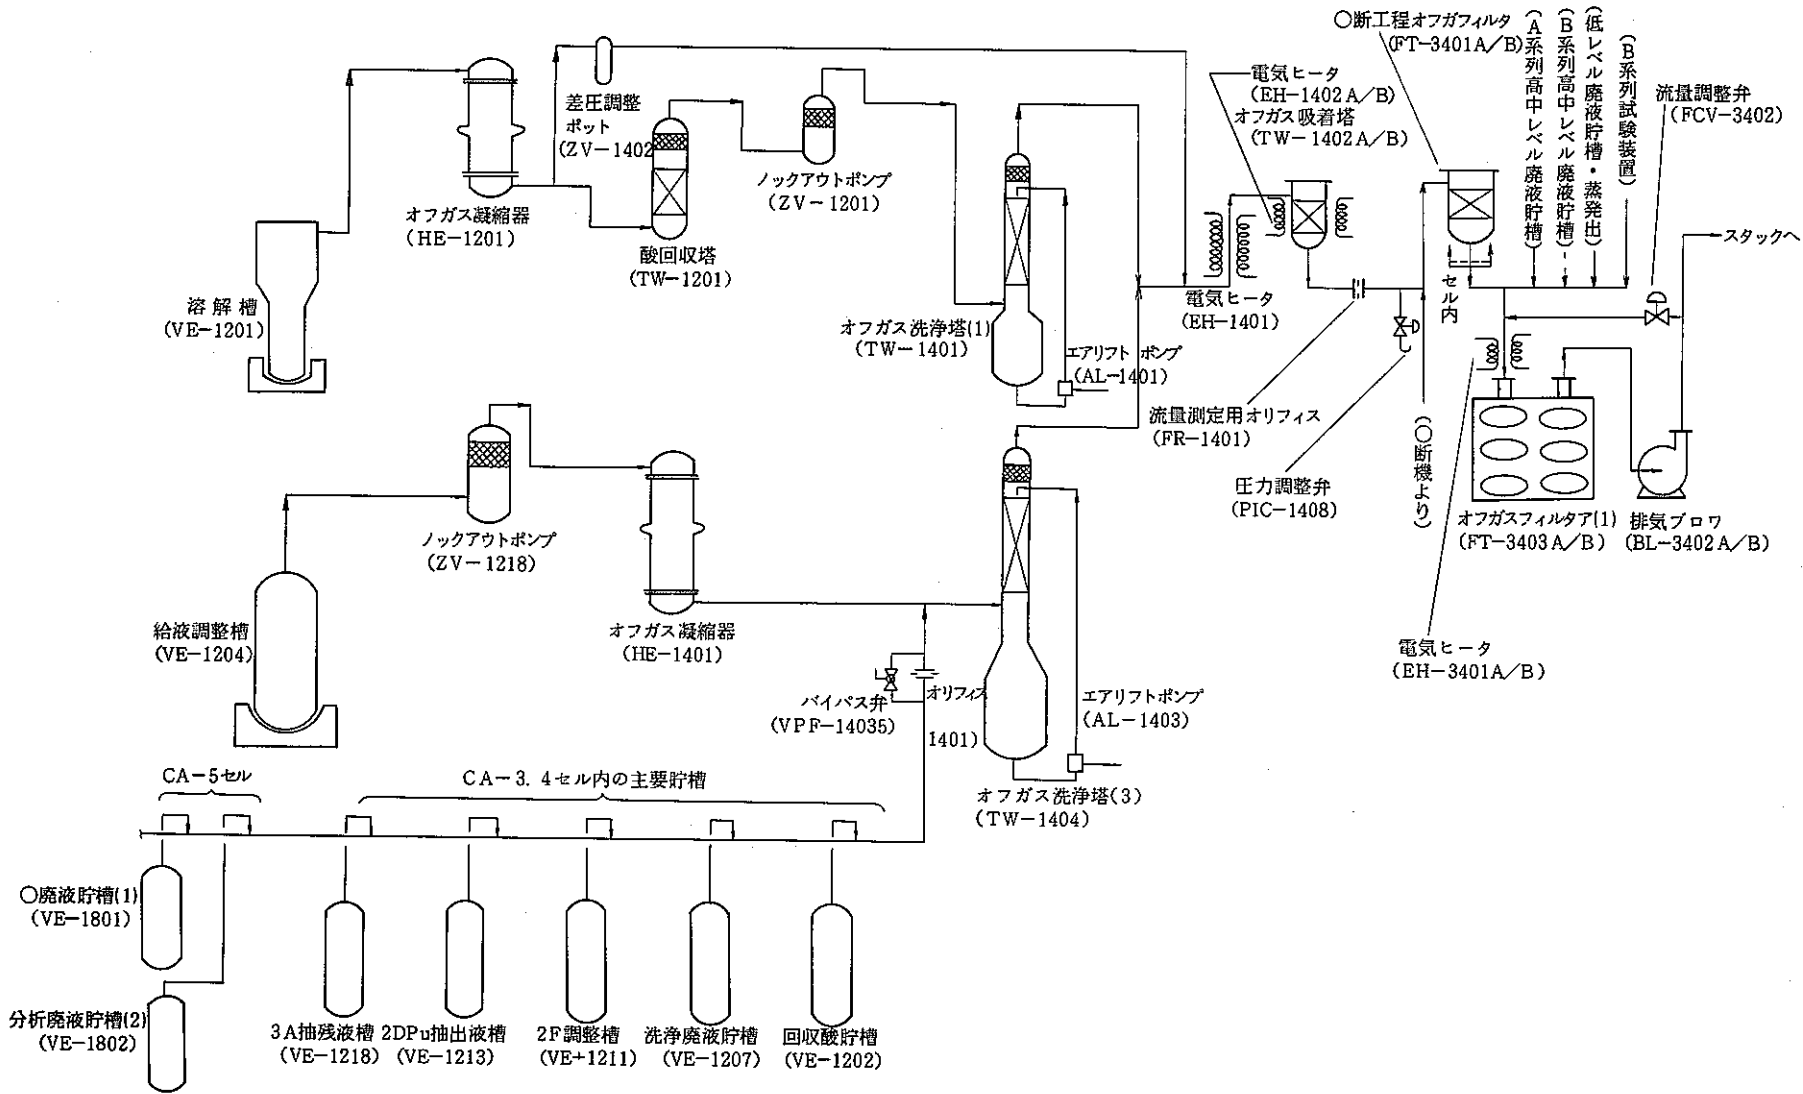 ○断工程オフガフィルタ
(FT-3401A/B)
(A系列高中レベル廃液貯槽)
(B系列高中レベル廃液貯槽)
(低レベル廃液貯槽・蒸発出)
(B系列試験装置)
流量調整弁
(FCV-3402)
電気ヒータ
(EH-1402A/B)
オフガス吸着塔
(TW-1402A/B)
差圧調整
ポット
(ZV-1402
ノックアウトポンプ
(ZV-1201)
オフガス凝縮器
(HE-1201)
酸回収塔
(TW-1201)
スタックへ
溶解槽
(VE-1201)
電気ヒータ
(EH-1401)
セル内
オフガス洗浄塔(1)
(TW-1401)
エアリフトポンプ
(AL-1401)
流量測定用オリフィス
(FR-1401)
(○断機より)
圧力調整弁
(PIC-1408)
オフガスフィルタア(1)
(FT-3403A/B)
排気ブロワ
(BL-3402A/B)
ノックアウトポンプ
(ZV-1218)
給液調整槽
(VE-1204)
オフガス凝縮器
(HE-1401)
電気ヒータ
(EH-3401A/B)
バイパス弁
(VPF-14035)
オリフィス
1401)
エアリフトポンプ
(AL-1403)
オフガス洗浄塔(3)
(TW-1404)
CA-5セル
CA-3.4セル内の主要貯槽
○廃液貯槽(1)
(VE-1801)
分析廃液貯槽(2)
(VE-1802)
3A抽残液槽
(VE-1218)
2DPu抽出液槽
(VE-1213)
2F調整槽
(VE+1211)
洗浄廃液貯槽
(VE-1207)
回収酸貯槽
(VE-1202)